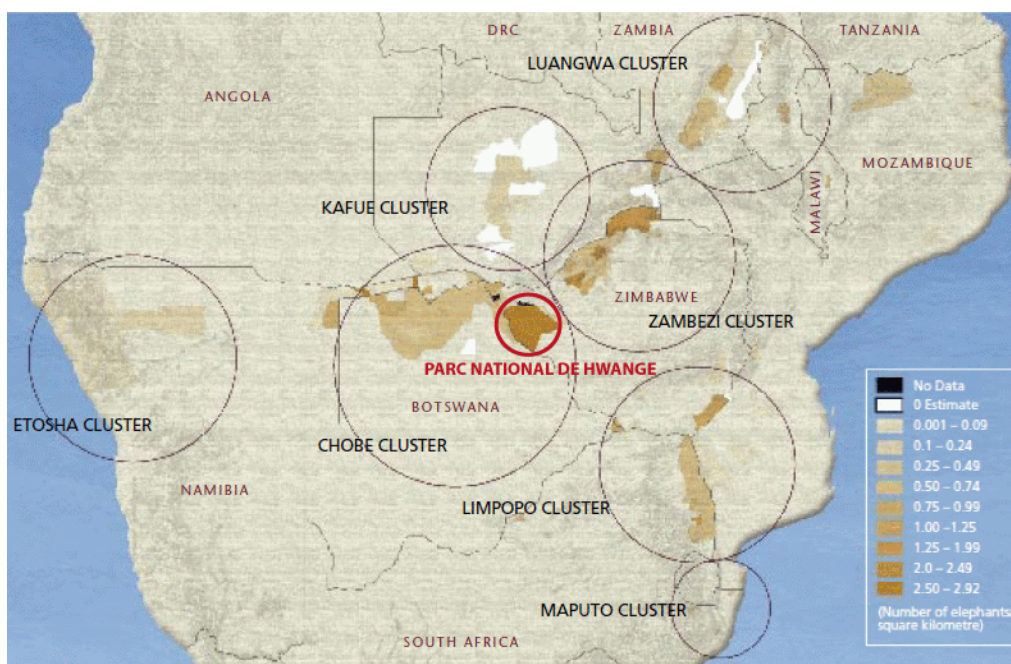 DRC
ZAMBIA
TANZANIA
LUANGWA CLUSTER
ANGOLA
MOZAMBIQUE
KAFUE CLUSTER
MALAWI
ZIMBABWE
ZAMBEZI CLUSTER
PARC NATIONAL DE HWANGE
BOTSWANA
ETOSHA CLUSTER
CHOBE CLUSTER
NAMIBIA
LIMPOPO CLUSTER
MAPUTO CLUSTER
SOUTH AFRICA
No Data
0 Estimate
0.001 – 0.09
0.1 – 0.24
0.25 – 0.49
0.50 – 0.74
0.75 – 0.99
1.00 –1.25
1.25 – 1.99
2.0 – 2.49
2.50 – 2.92
(Number of elephants
square kilometre)